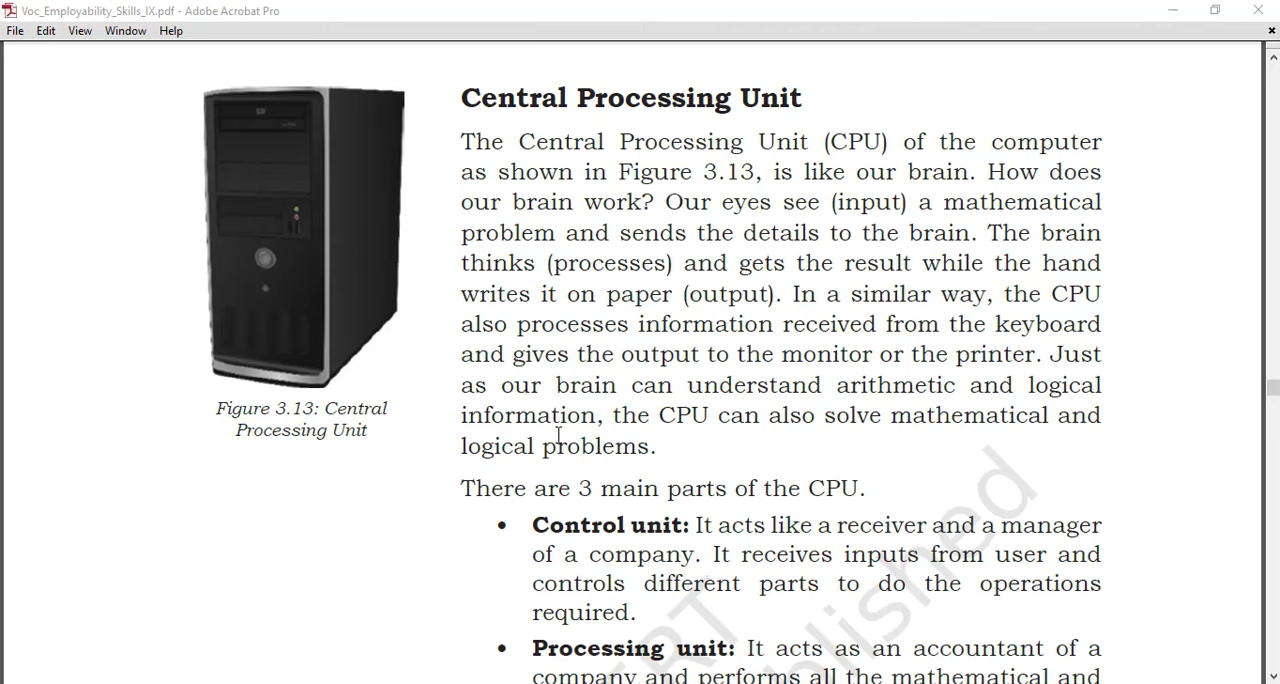 Voc_Employability_Skills_IX.pdf - Adobe Acrobat Pro
File Edit View Window Help
Central Processing Unit
The Central Processing Unit (CPU) of the computer
as shown in Figure 3.13, is like our brain. How does
our brain work? Our eyes see (input) a mathematical
problem and sends the details to the brain. The brain
thinks (processes) and gets the result while the hand
writes it on paper (output). In a similar way, the CPU
also processes information received from the keyboard
and gives the output to the monitor or the printer. Just
as our brain can understand arithmetic and logical
information, the CPU can also solve mathematical and
logical problems.
Figure 3.13: Central
Processing Unit
There are 3 main parts of the CPU.
• Control unit: It acts like a receiver and a manager
of a company. It receives inputs from user and
controls different parts to do the operations
required.
• Processing unit: It acts as an accountant of a
company and performs all the mathematical and